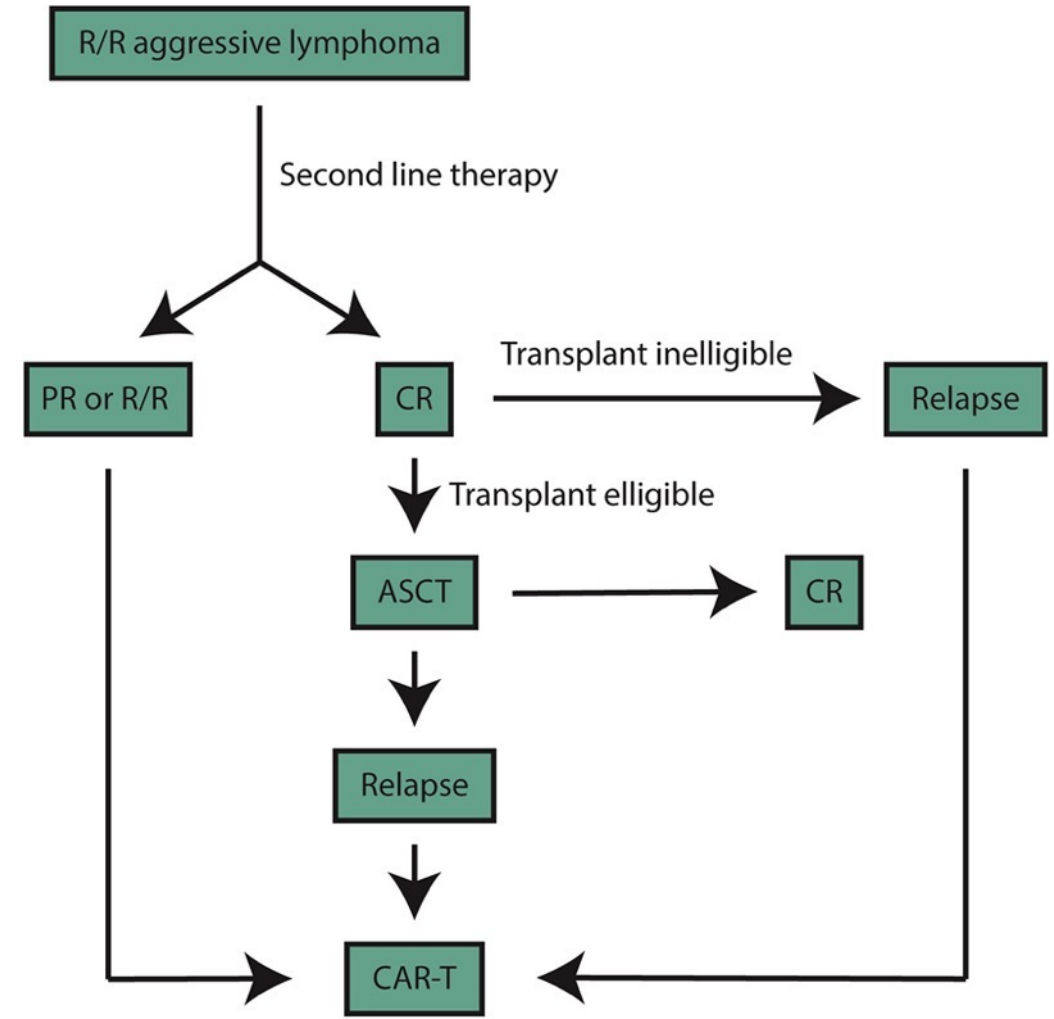 R/R aggressive lymphoma
Second line therapy
Transplant inelligible
PR or R/R
CR
Relapse
Transplant elligible
ASCT
CR
Relapse
CAR-T